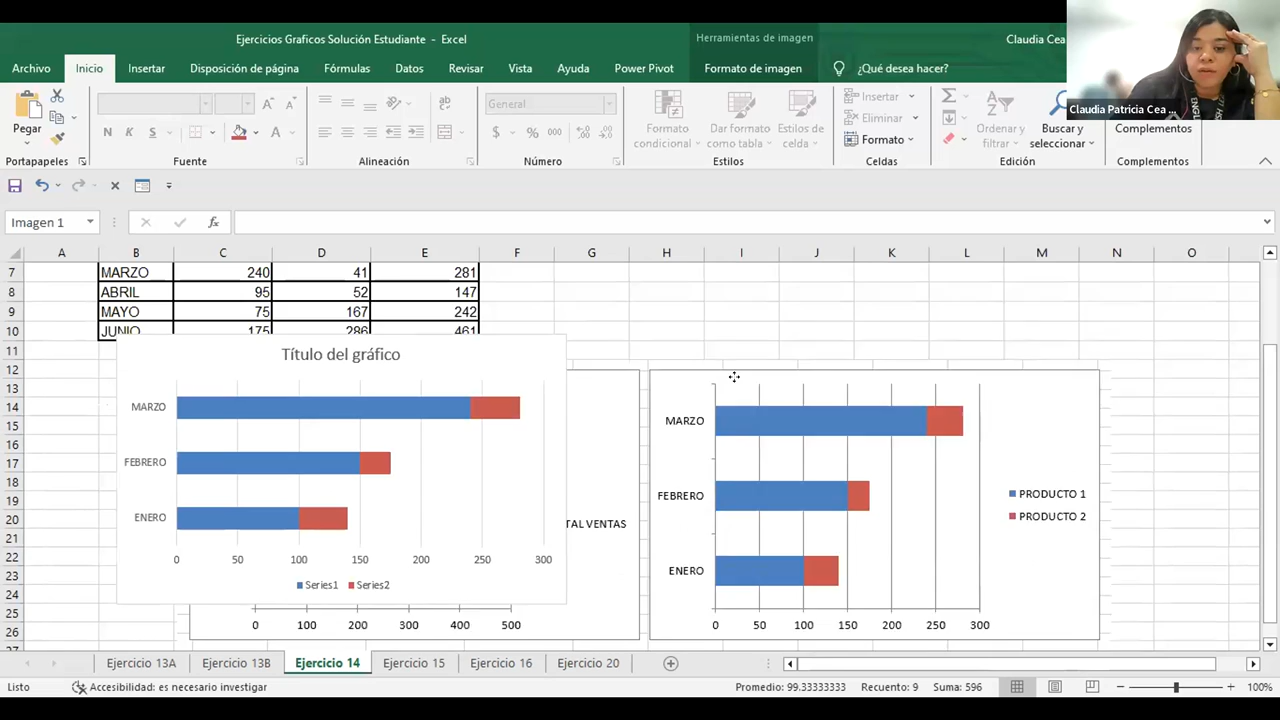 Ejercicios Graficos Solución Estudiante - Excel
Herramientas de imagen
Claudia Cea
Archivo Inicio Insertar Disposición de página Fórmulas Datos Revisar Vista Ayuda Power Pivot Formato de imagen ¿Qué desea hacer?
Claudia Patricia Cea ...
Pegar
N K S
General
$ % 000
Formato condicional
Dar formato como tabla
Estilos de celda
Insertar
Eliminar
Formato
Ordenar y filtrar
Buscar y seleccionar
Complementos
Portapapeles Fuente Alineación Número Estilos Celdas Edición Complementos
Imagen 1
fx
A B C D E F G H I J K L M N O
7 MARZO 240 41 281
8 ABRIL 95 52 147
9 MAYO 75 167 242
10 JUNIO 175 286 461
11
12
13
14
15
16
17
18
19
20
21
22
23
24
25
26
Título del gráfico
MARZO
FEBRERO
ENERO
0 50 100 150 200 250 300
Series1 Series2
TAL VENTAS
0 100 200 300 400 500
MARZO
FEBRERO
ENERO
PRODUCTO 1
PRODUCTO 2
0 50 100 150 200 250 300
Ejercicio 13A Ejercicio 13B Ejercicio 14 Ejercicio 15 Ejercicio 16 Ejercicio 20
Listo Accesibilidad: es necesario investigar Promedio: 99.33333333 Recuento: 9 Suma: 596 100%